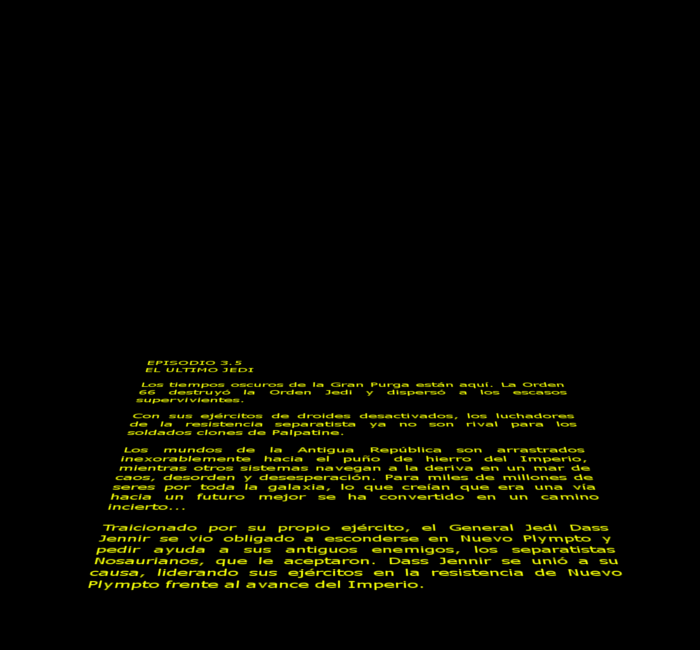 EPISODIO 3.5
EL ULTIMO JEDI
Los tiempos oscuros de la Gran Purga están aquí. La Orden
66 destruyó la Orden Jedi y dispersó a los escasos
supervivientes.
Con sus ejércitos de droides desactivados, los luchadores
de la resistencia separatista ya no son rival para los
soldados clones de Palpatine.
Los mundos de la Antigua República son arrastrados
inexorablemente hacia el puño de hierro del Imperio,
mientras otros sistemas navegan a la deriva en un mar de
caos, desorden y desesperación. Para miles de millones de
seres por toda la galaxia, lo que creían que era una vía
hacia un futuro mejor se ha convertido en un camino
incierto...
Traicionado por su propio ejército, el General Jedi Dass
Jennir se vio obligado a esconderse en Nuevo Plympto y
pedir ayuda a sus antiguos enemigos, los separatistas
Nosaurianos, que le aceptaron. Dass Jennir se unió a su
causa, liderando sus ejércitos en la resistencia de Nuevo
Plympto frente al avance del Imperio.